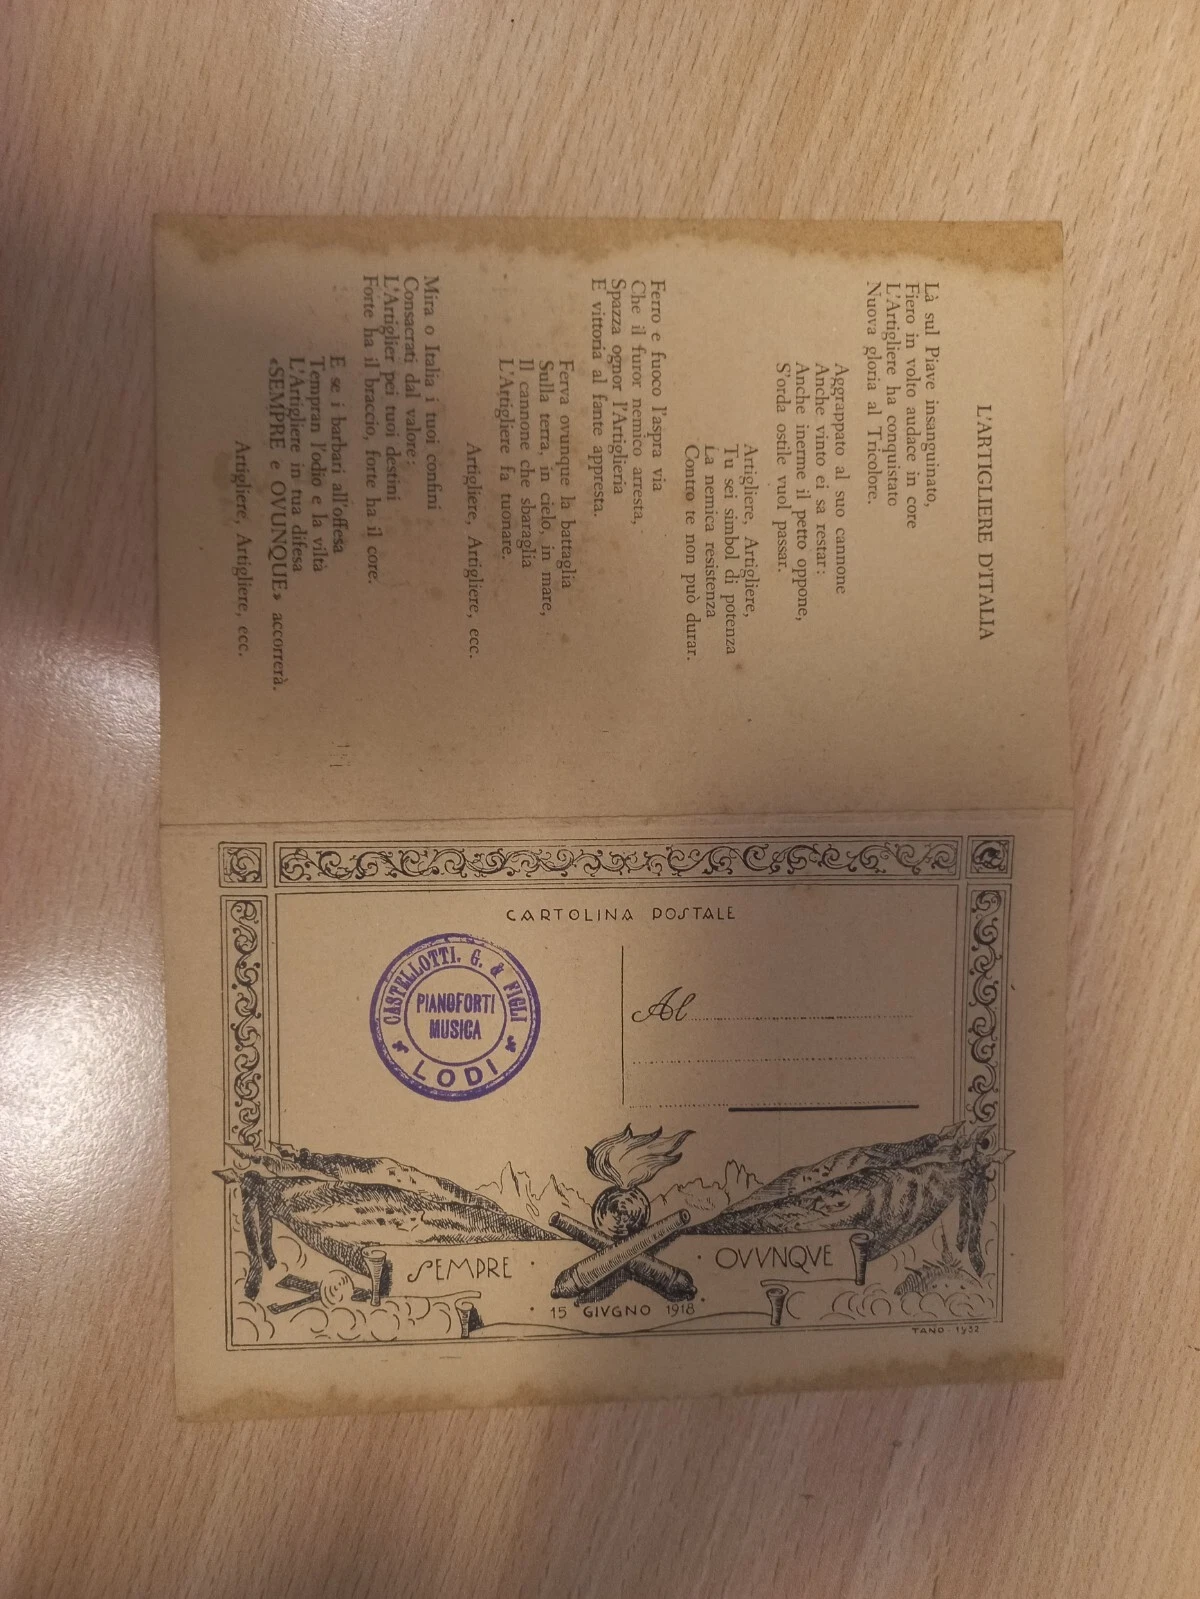 L'ARTIGLIERE D'ITALIA
Là sul Piave insanguinato,
Fiero in volto audace in core
L'Artigliere ha conquistato
Nuova gloria al Tricolore.
Aggrappato al suo cannone
Anche vinto ei sa restar:
Anche inerme il petto oppone,
S'orda ostile vuol passar.
Artigliere, Artigliere,
Tu sei simbol di potenza
La nemica resistenza
Contro te non può durar.
Ferro e fuoco l'aspra via
Che il furor nemico arresta,
Spazza ognor l'Artiglieria
E vittoria al fante appresta.
Ferva ovunque la battaglia
Sulla terra, in cielo, in mare,
Il cannone che sbaraglia
L'Artigliere fa tuonare.
Artigliere, Artigliere, ecc.
Mira o Italia i tuoi confini
Consacrati dal valore:
L'Artiglier pei tuoi destini
Forte ha il braccio, forte ha il core.
E se i barbari all'offesa
Tempran l'odio e la viltà
L'Artigliere in tua difesa
«SEMPRE e OVUNQUE» accorrerà.
Artigliere, Artigliere, ecc.
CARTOLINA POSTALE
CASTELLOTTI. G. & FIGLI
PIANOFORTI
MUSICA
LODI
Al
SEMPRE · · OVVNQVE
· 15 GIVGNO 1918 ·
TANO - 1932